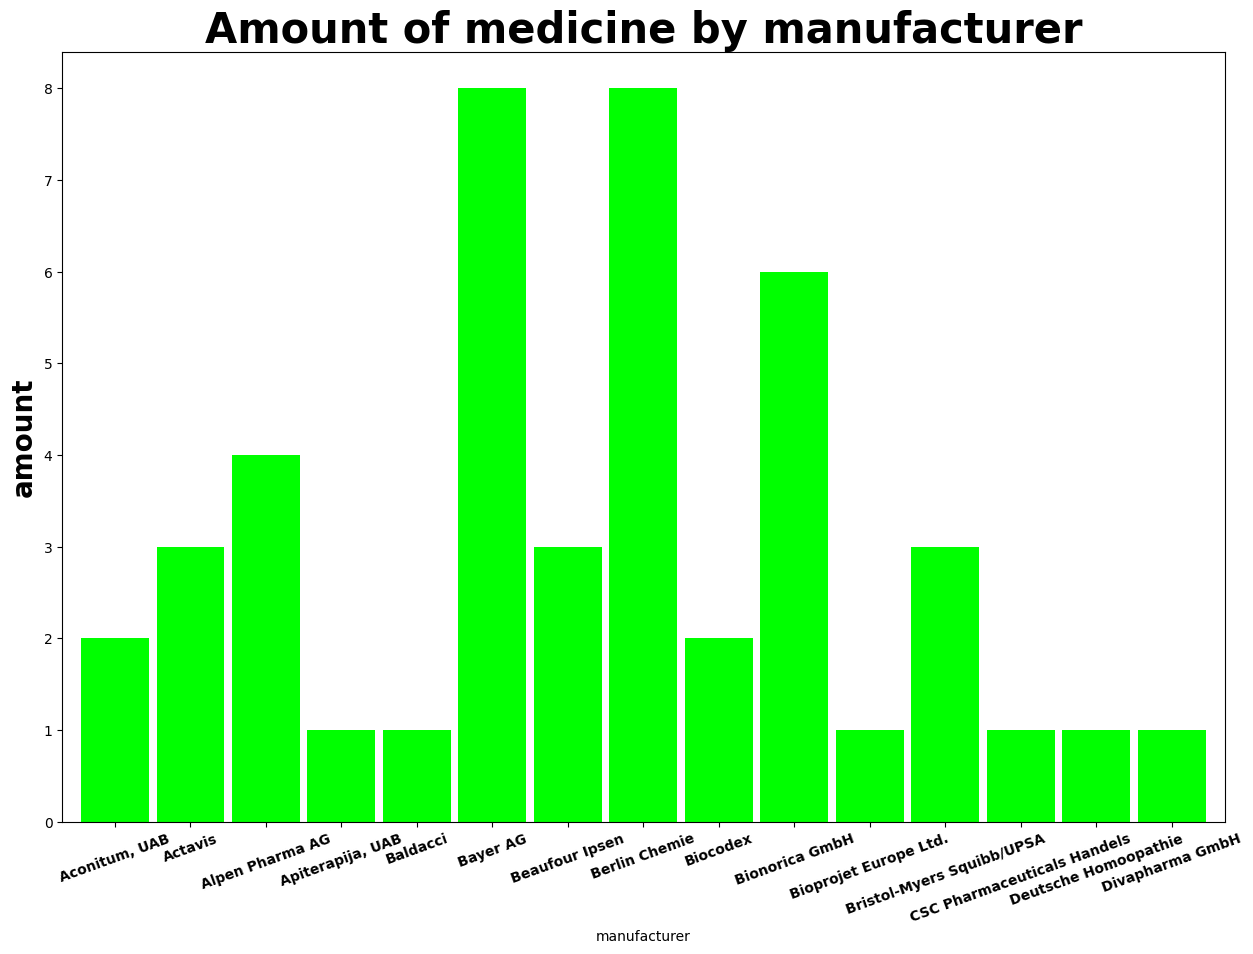 Amount of medicine by manufacturer
8
7
6
5
4
3
2
1
0
amount
Aconitum, UAB
Actavis
Alpen Pharma AG
Apiterapija, UAB
Baldacci
Bayer AG
Beaufour Ipsen
Berlin Chemie
Biocodex
Bionorica GmbH
Bioprojet Europe Ltd.
Bristol-Myers Squibb/UPSA
CSC Pharmaceuticals Handels
Deutsche Homoopathie
Divapharma GmbH
manufacturer